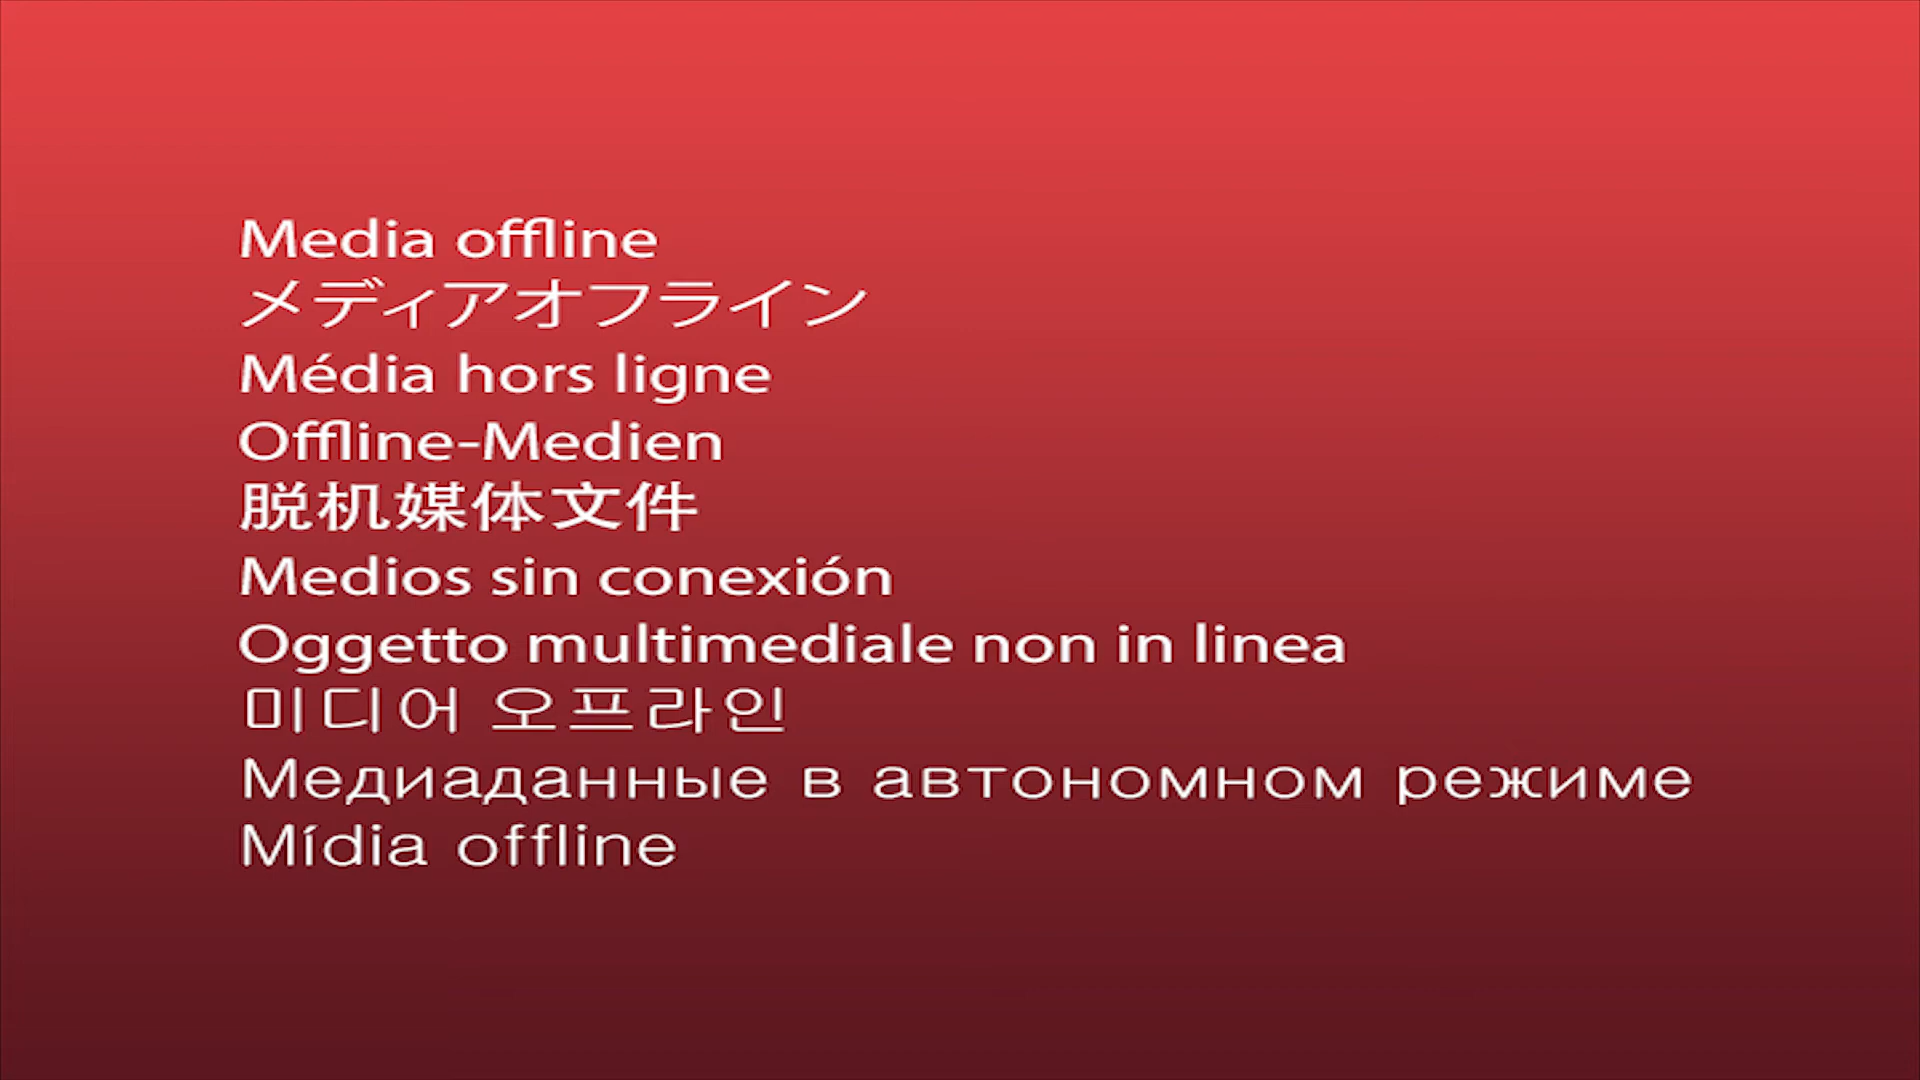 Media offline
メディアオフライン
Média hors ligne
Offline-Medien
脱机媒体文件
Medios sin conexión
Oggetto multimediale non in linea
미디어 오프라인
Медиаданные в автономном режиме
Mídia offline